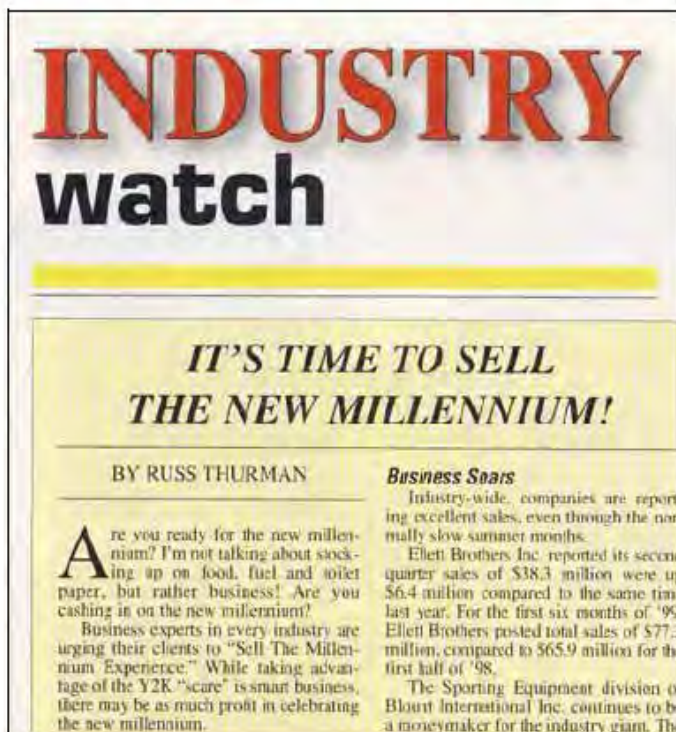 INDUSTRY
watch
IT'S TIME TO SELL
THE NEW MILLENNIUM!
BY RUSS THURMAN
Are you ready for the new millen-
nium? I'm not talking about stock-
ing up on food, fuel and toilet
paper, but rather business! Are you
cashing in on the new millennium?
Business experts in every industry are
urging their clients to "Sell The Millen-
nium Experience." While taking advan-
tage of the Y2K "scare" is smart business,
there may be as much profit in celebrating
the new millennium.
Business Soars
Industry-wide, companies are report
ing excellent sales, even through the nor
mally slow summer months.
Ellett Brothers Inc. reported its second
quarter sales of $38.3 million were up
$6.4 million compared to the same time
last year. For the first six months of '99
Ellett Brothers posted total sales of $77.
million, compared to $65.9 million for the
first half of '98.
The Sporting Equipment division o
Blount International Inc. continues to be
a moneymaker for the industry giant. The